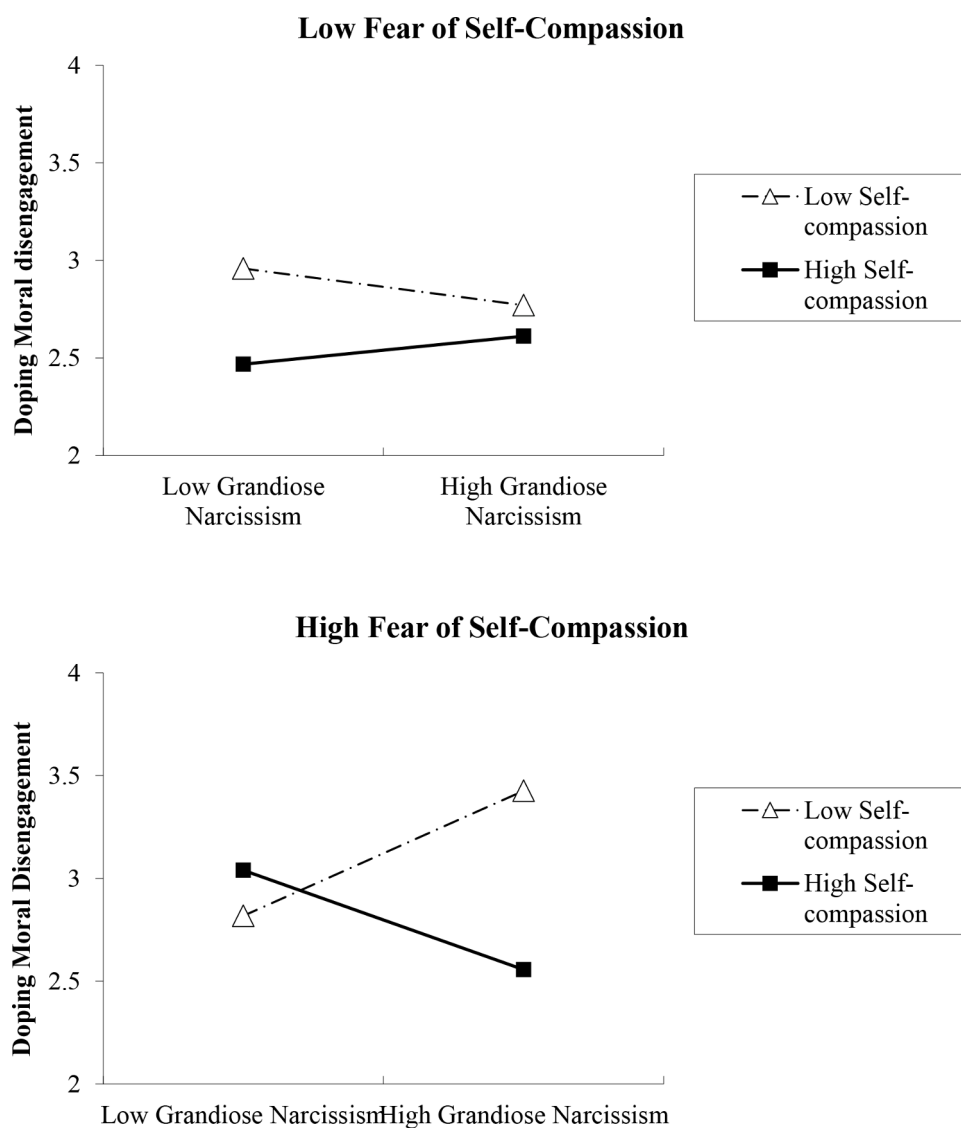 Low Fear of Self-Compassion
4
3.5
3
2.5
2
Doping Moral disengagement
Low Grandiose
Narcissism
High Grandiose
Narcissism
Low Self-
compassion
High Self-
compassion
High Fear of Self-Compassion
4
3.5
3
2.5
2
Doping Moral Disengagement
Low Grandiose Narcissism
High Grandiose Narcissism
Low Self-
compassion
High Self-
compassion